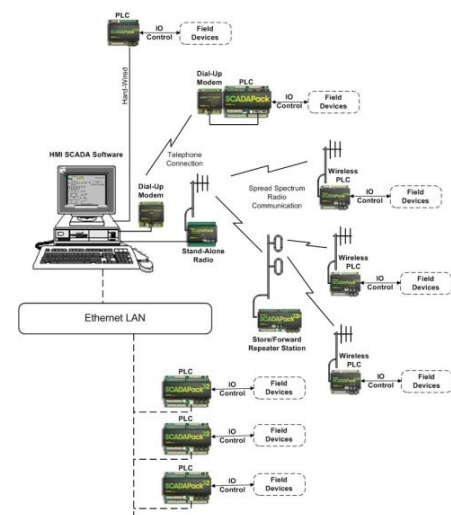 PLC
IO
Control
Field
Devices
Hard-Wired
Dial-Up
Modem
PLC
SCADAPack
IO
Control
Field
Devices
Telephone
Connection
HMI SCADA Software
Dial-Up
Modem
Stand-Alone
Radio
Spread Spectrum
Radio
Communication
Wireless
PLC
IO
Control
Field
Devices
Wireless
PLC
IO
Control
Field
Devices
Store/Forward
Repeater Station
Wireless
PLC
IO
Control
Field
Devices
Ethernet LAN
PLC
SCADAPack
IO
Control
Field
Devices
PLC
SCADAPack
IO
Control
Field
Devices
PLC
SCADAPack
IO
Control
Field
Devices